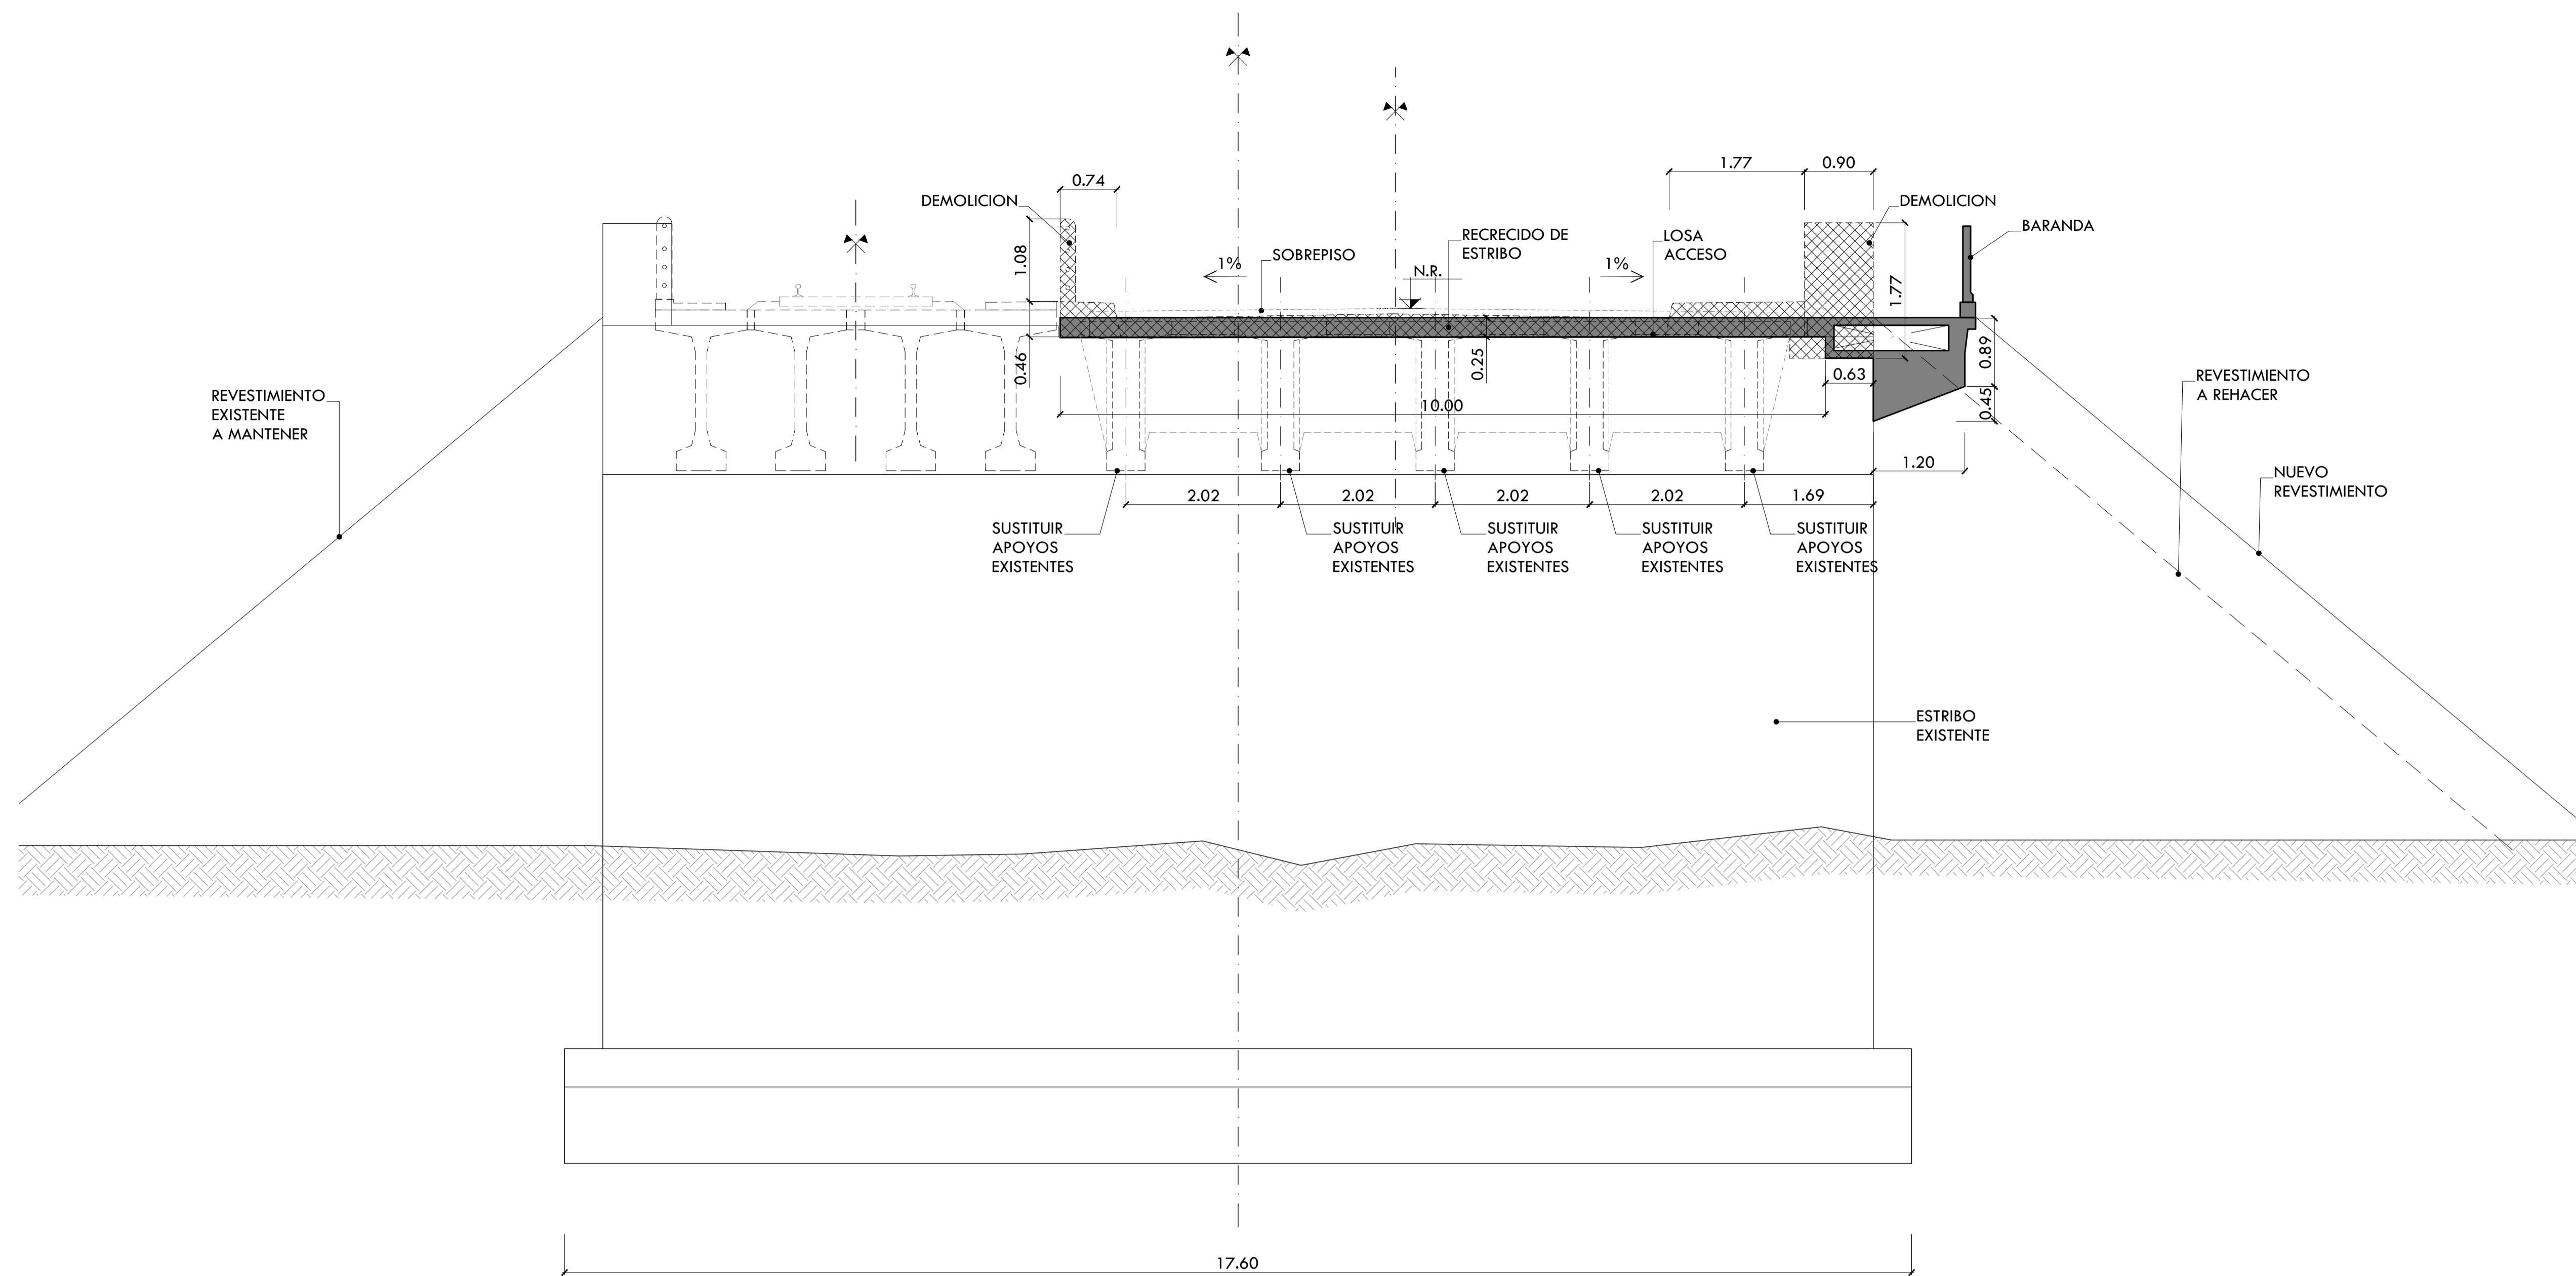 1.77
0.90
0.74
DEMOLICION
DEMOLICION
BARANDA
RECRECIDO DE
ESTRIBO
LOSA
ACCESO
SOBREPISO
1%
1%
N.R.
1.08
1.77
0.46
0.25
0.89
0.63
0.45
10.00
REVESTIMIENTO
EXISTENTE
A MANTENER
REVESTIMIENTO
A REHACER
1.20
NUEVO
REVESTIMIENTO
2.02
2.02
2.02
2.02
1.69
SUSTITUIR
APOYOS
EXISTENTES
SUSTITUIR
APOYOS
EXISTENTES
SUSTITUIR
APOYOS
EXISTENTES
SUSTITUIR
APOYOS
EXISTENTES
SUSTITUIR
APOYOS
EXISTENTES
ESTRIBO
EXISTENTE
17.60